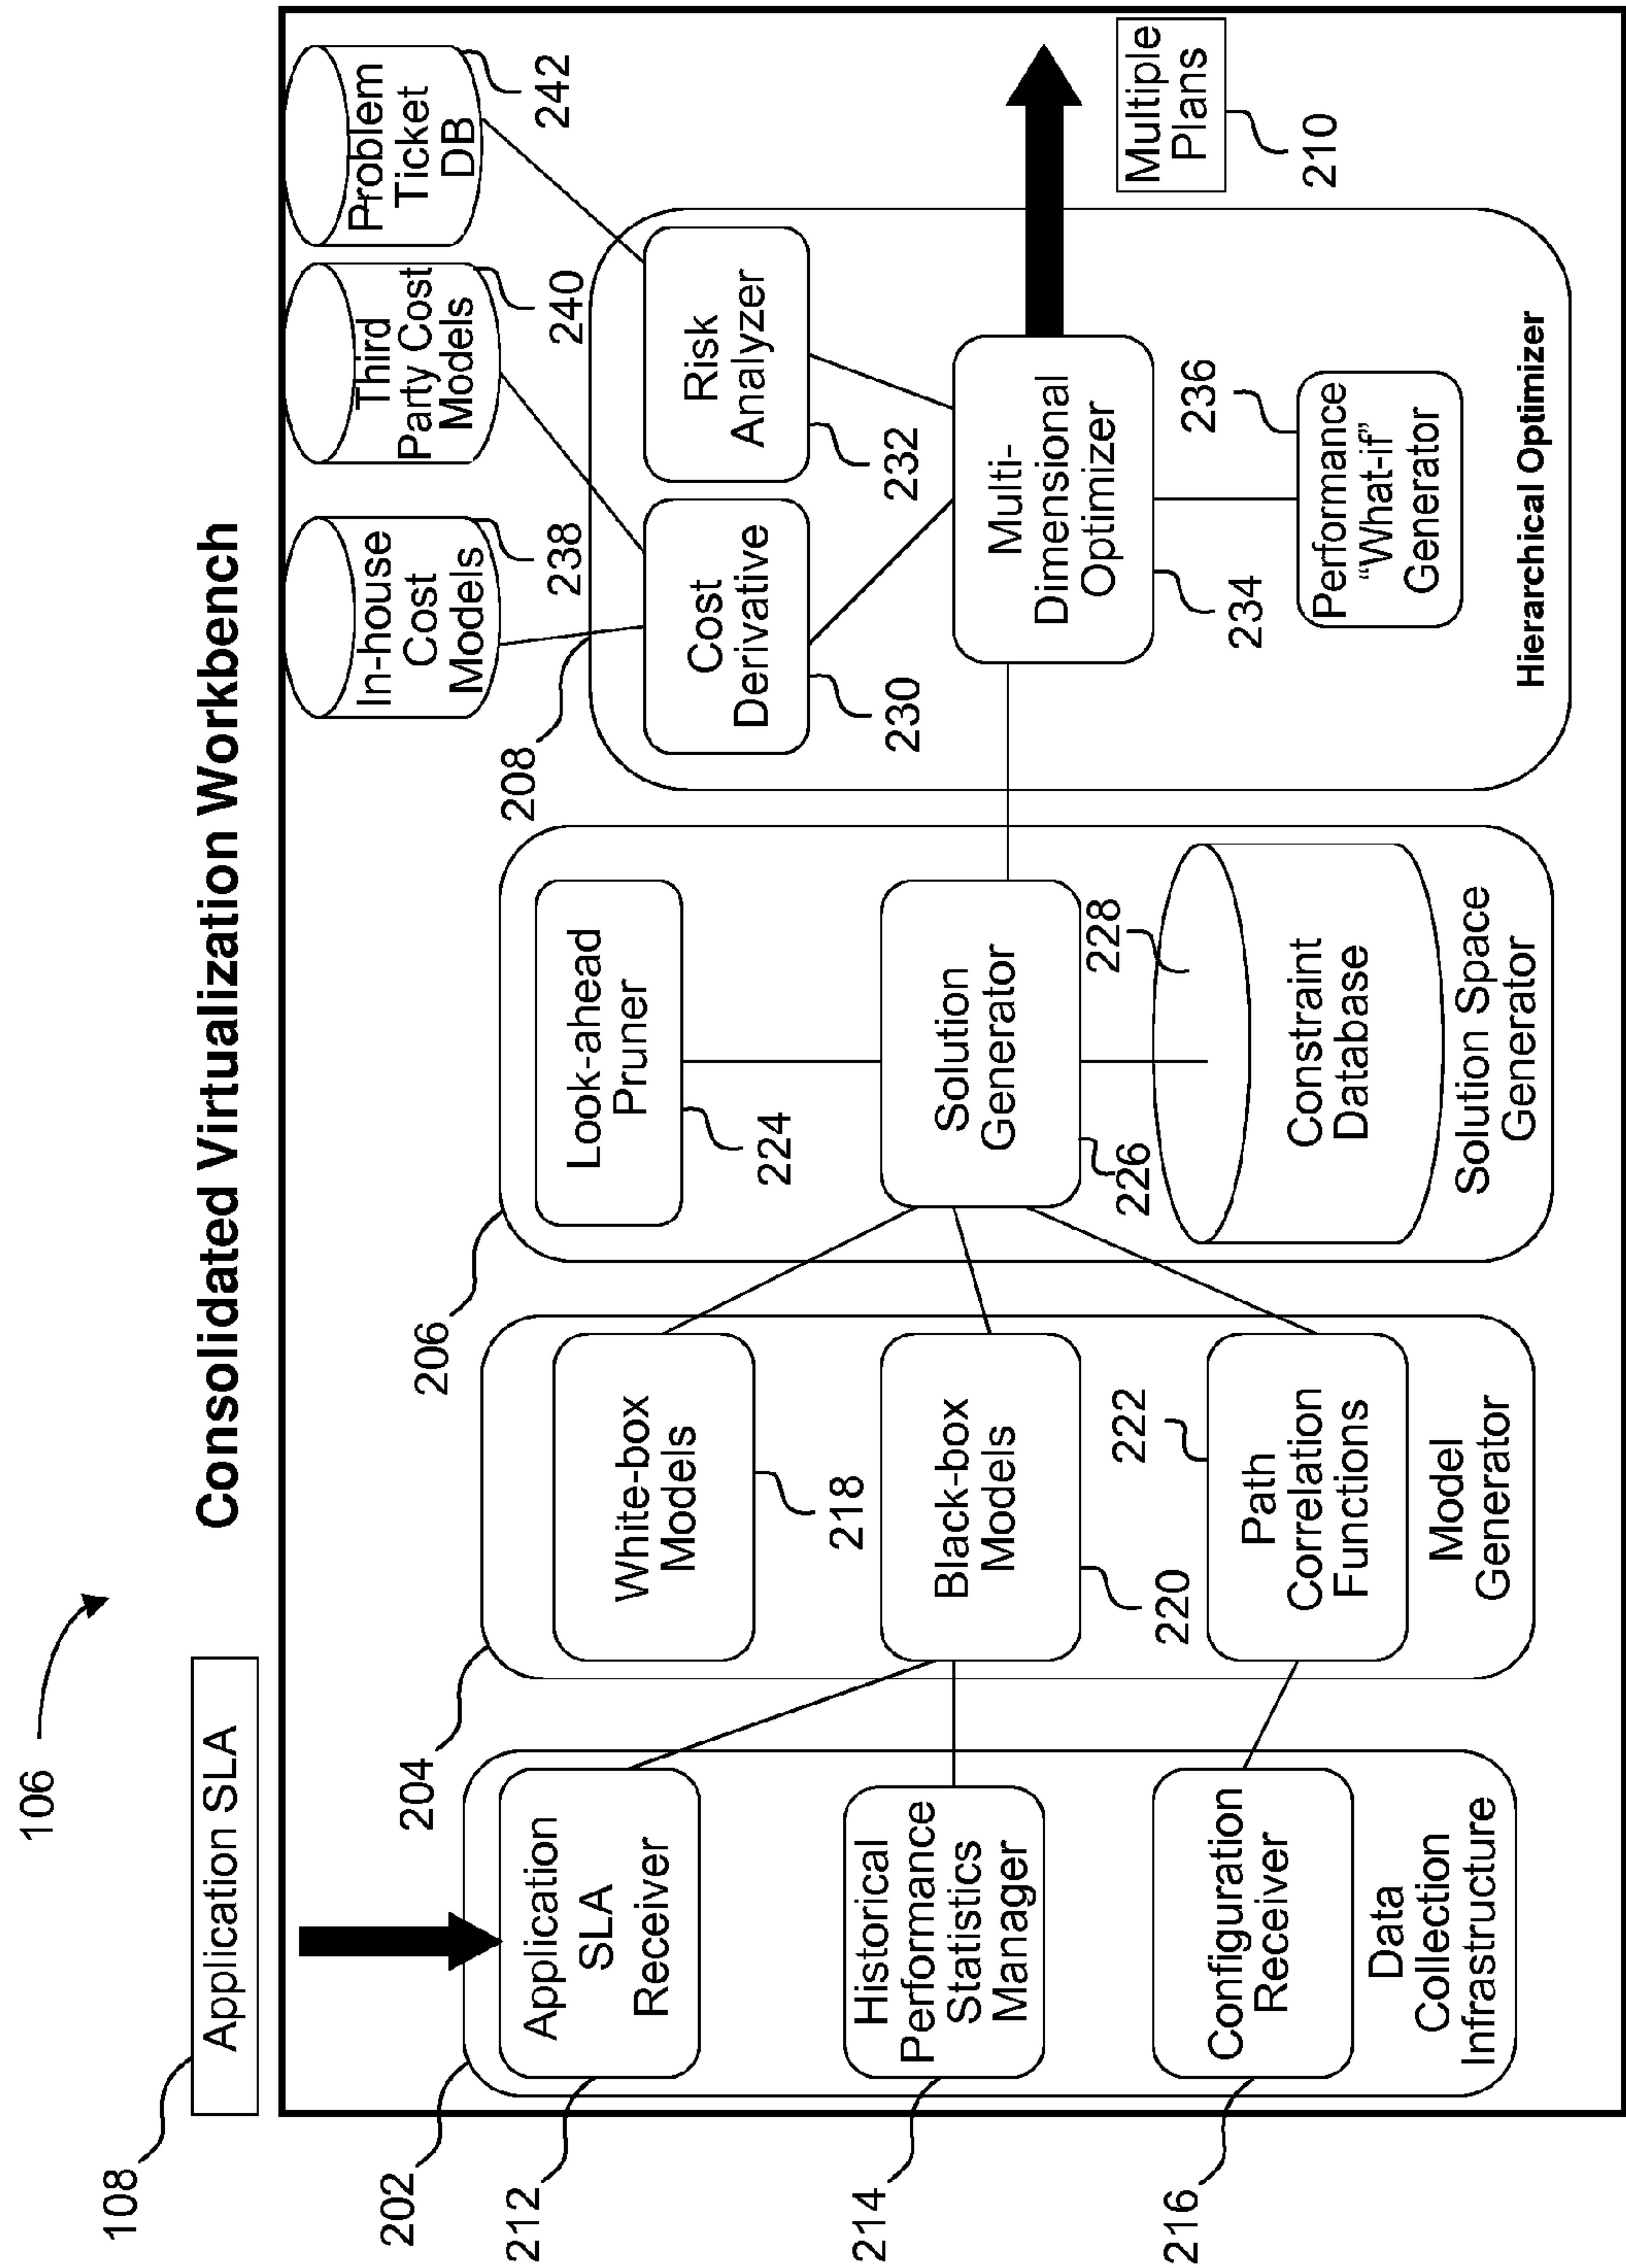 106
Consolidated Virtualization Workbench
108
Application SLA
202
212
Application
SLA
Receiver
214
Historical
Performance
Statistics
Manager
216
Configuration
Receiver
Data
Collection
Infrastructure
204
White-box
Models
218
Black-box
Models
220
222
Path
Correlation
Functions
Model
Generator
206
Look-ahead
Pruner
224
Solution
Generator
226
228
Constraint
Database
Solution Space
Generator
In-house
Cost
Models
238
Third
Party Cost
Models
240
Problem
Ticket
DB
242
208
Cost
Derivative
230
Risk
Analyzer
232
Multi-
Dimensional
Optimizer
234
236
Performance
“What-if”
Generator
Hierarchical Optimizer
Multiple
Plans
210